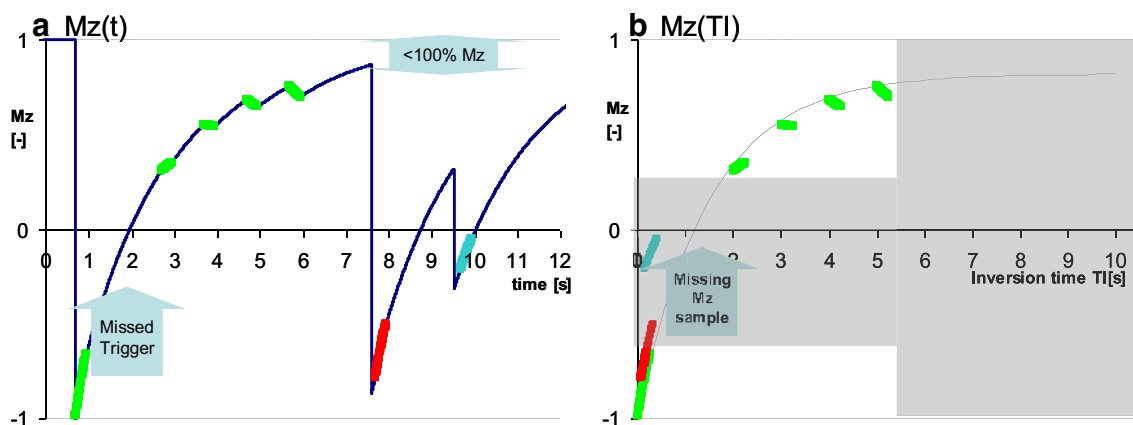 a Mz(t)
1
Mz
[-]
0
-1
0 1 2 3 4 5 6 7 8 9 10 11 12
time [s]
<100% Mz
Missed
Trigger
b Mz(TI)
1
Mz
[-]
0
-1
0 1 2 3 4 5 6 7 8 9 10
Inversion time TI[s]
Missing
Mz
sample